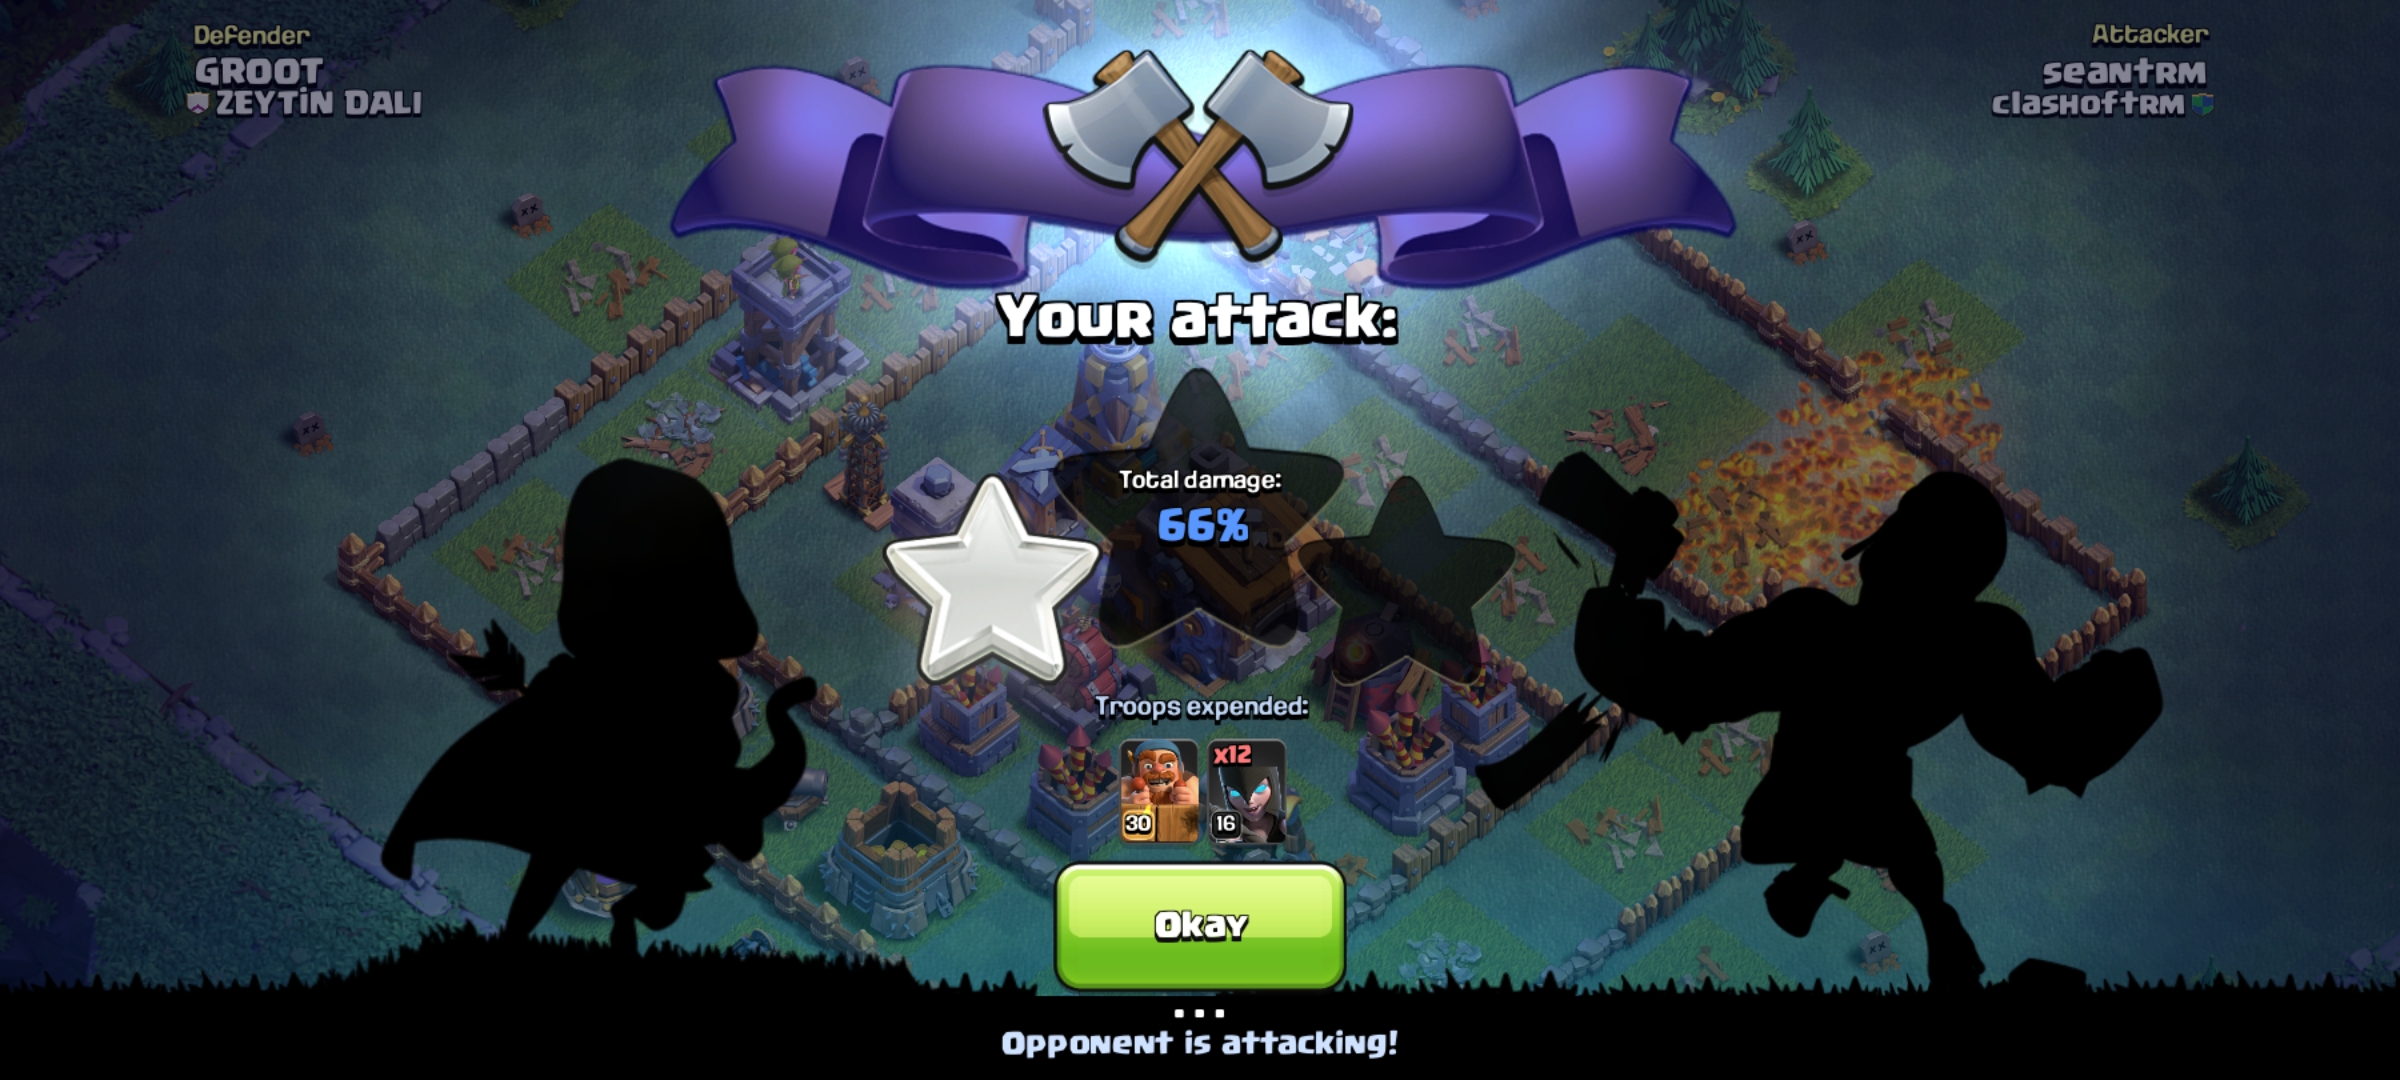 Defender
GROOT
ZEYTİN DALI
Attacker
seantrm
clashoftrm
Your attack:
Total damage:
66%
Troops expended:
30
x12
16
Okay
...
Opponent is attacking!